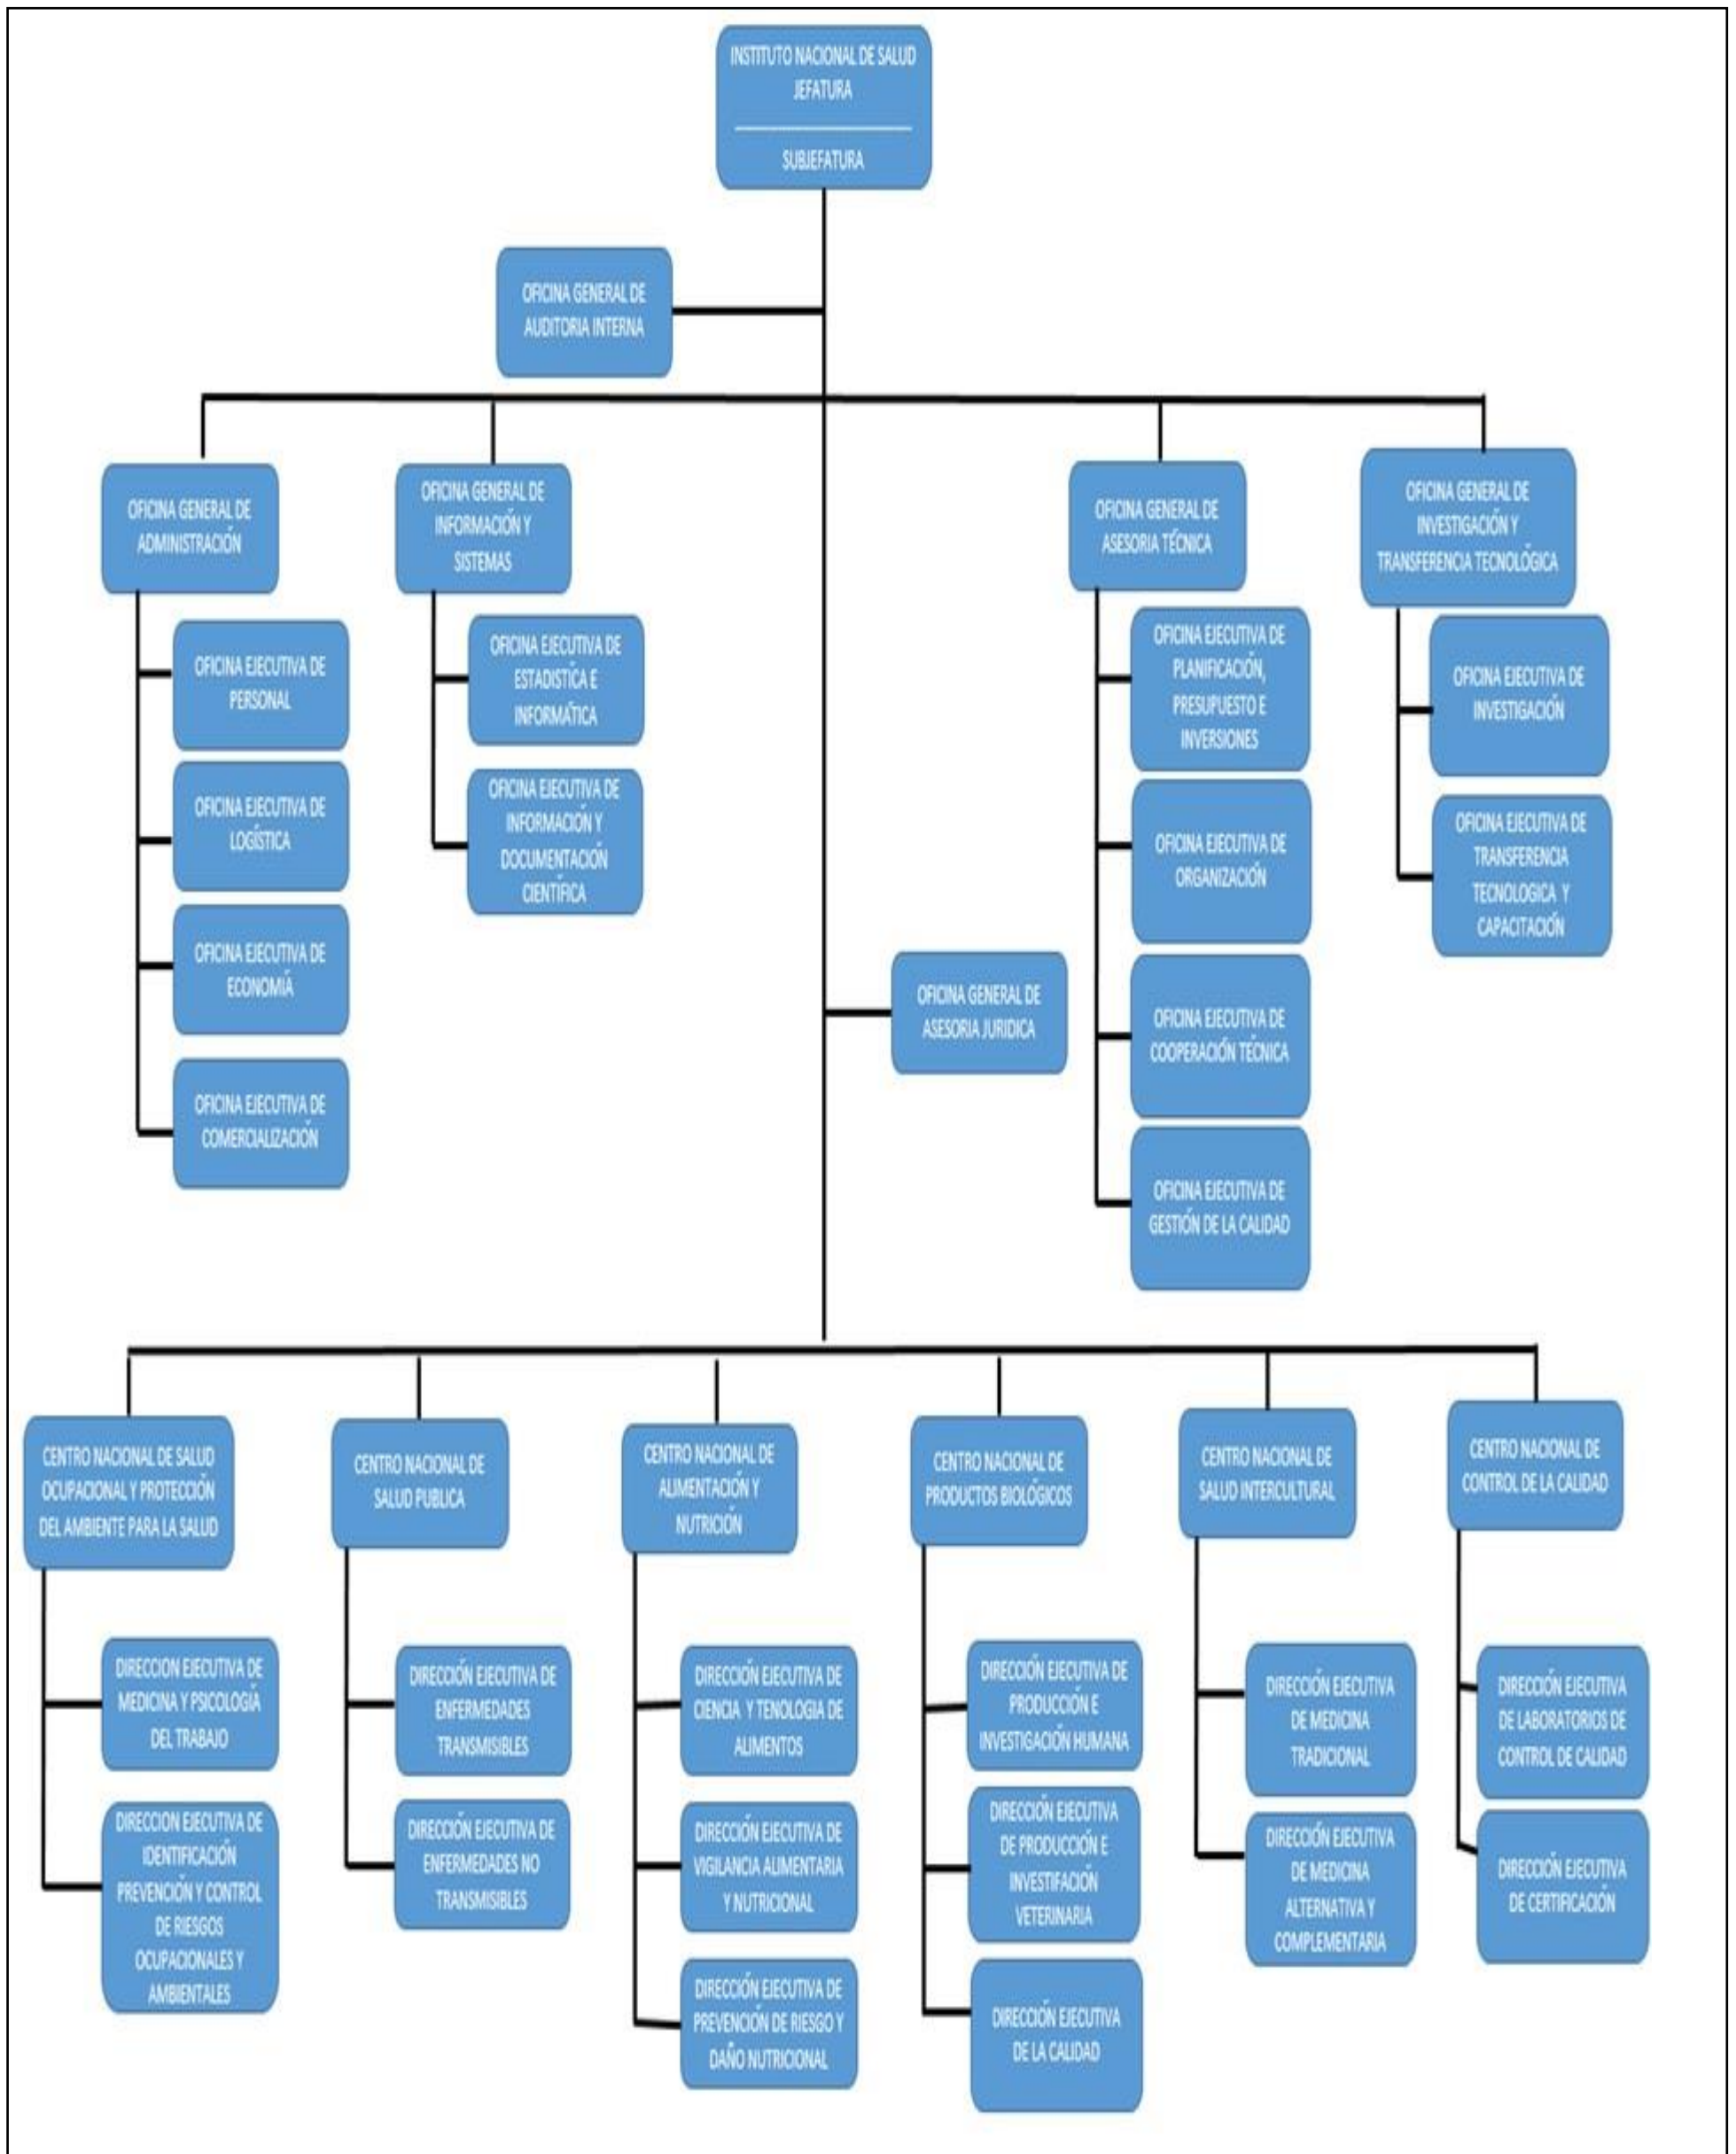 INSTITUTO NACIONAL DE SALUD
JEFATURA
SUBJEFATURA
OFICINA GENERAL DE
AUDITORIA INTERNA
OFICINA GENERAL DE
ADMINISTRACIÓN
OFICINA EJECUTIVA DE
PERSONAL
OFICINA EJECUTIVA DE
LOGÍSTICA
OFICINA EJECUTIVA DE
ECONOMÍA
OFICINA EJECUTIVA DE
COMERCIALIZACIÓN
OFICINA GENERAL DE
INFORMACIÓN Y
SISTEMAS
OFICINA EJECUTIVA DE
ESTADISTÍCA E
INFORMÁTICA
OFICINA EJECUTIVA DE
INFORMACIÓN Y
DOCUMENTACIÓN
CIENTÍFICA
OFICINA GENERAL DE
ASESORIA JURIDICA
OFICINA GENERAL DE
ASESORIA TÉCNICA
OFICINA EJECUTIVA DE
PLANIFICACIÓN,
PRESUPUESTO E
INVERSIONES
OFICINA EJECUTIVA DE
ORGANIZACIÓN
OFICINA EJECUTIVA DE
COOPERACIÓN TÉCNICA
OFICINA EJECUTIVA DE
GESTIÓN DE LA CALIDAD
OFICINA GENERAL DE
INVESTIGACIÓN Y
TRANSFERENCIA TECNOLÓGICA
OFICINA EJECUTIVA DE
INVESTIGACIÓN
OFICINA EJECUTIVA DE
TRANSFERENCIA
TECNOLOGICA Y
CAPACITACIÓN
CENTRO NACIONAL DE SALUD
OCUPACIONAL Y PROTECCIÓN
DEL AMBIENTE PARA LA SALUD
DIRECCION EJECUTIVA DE
MEDICINA Y PSICOLOGÍA
DEL TRABAJO
DIRECCION EJECUTIVA DE
IDENTIFICACIÓN
PREVENCIÓN Y CONTROL
DE RIESGOS
OCUPACIONALES Y
AMBIENTALES
CENTRO NACIONAL DE
SALUD PUBLICA
DIRECCIÓN EJECUTIVA DE
ENFERMEDADES
TRANSMISIBLES
DIRECCIÓN EJECUTIVA DE
ENFERMEDADES NO
TRANSMISIBLES
CENTRO NACIONAL DE
ALIMENTACIÓN Y
NUTRICIÓN
DIRECCIÓN EJECUTIVA DE
CIENCIA Y TENOLOGIA DE
ALIMENTOS
DIRECCIÓN EJECUTIVA DE
VIGILANCIA ALIMENTARIA
Y NUTRICIONAL
DIRECCIÓN EJECUTIVA DE
PREVENCIÓN DE RIESGO Y
DAÑO NUTRICIONAL
CENTRO NACIONAL DE
PRODUCTOS BIOLÓGICOS
DIRECCIÓN EJECUTIVA DE
PRODUCCIÓN E
INVESTIGACIÓN HUMANA
DIRECCIÓN EJECUTIVA
DE PRODUCCIÓN E
INVESTIFACIÓN
VETERINARIA
DIRECCIÓN EJECUTIVA
DE LA CALIDAD
CENTRO NACIONAL DE
SALUD INTERCULTURAL
DIRECCIÓN EJECUTIVA
DE MEDICINA
TRADICIONAL
DIRECCIÓN EJECUTIVA
DE MEDICINA
ALTERNATIVA Y
COMPLEMENTARIA
CENTRO NACIONAL DE
CONTROL DE LA CALIDAD
DIRECCIÓN EJECUTIVA
DE LABORATORIOS DE
CONTROL DE CALIDAD
DIRECCIÓN EJECUTIVA
DE CERTIFICACIÓN